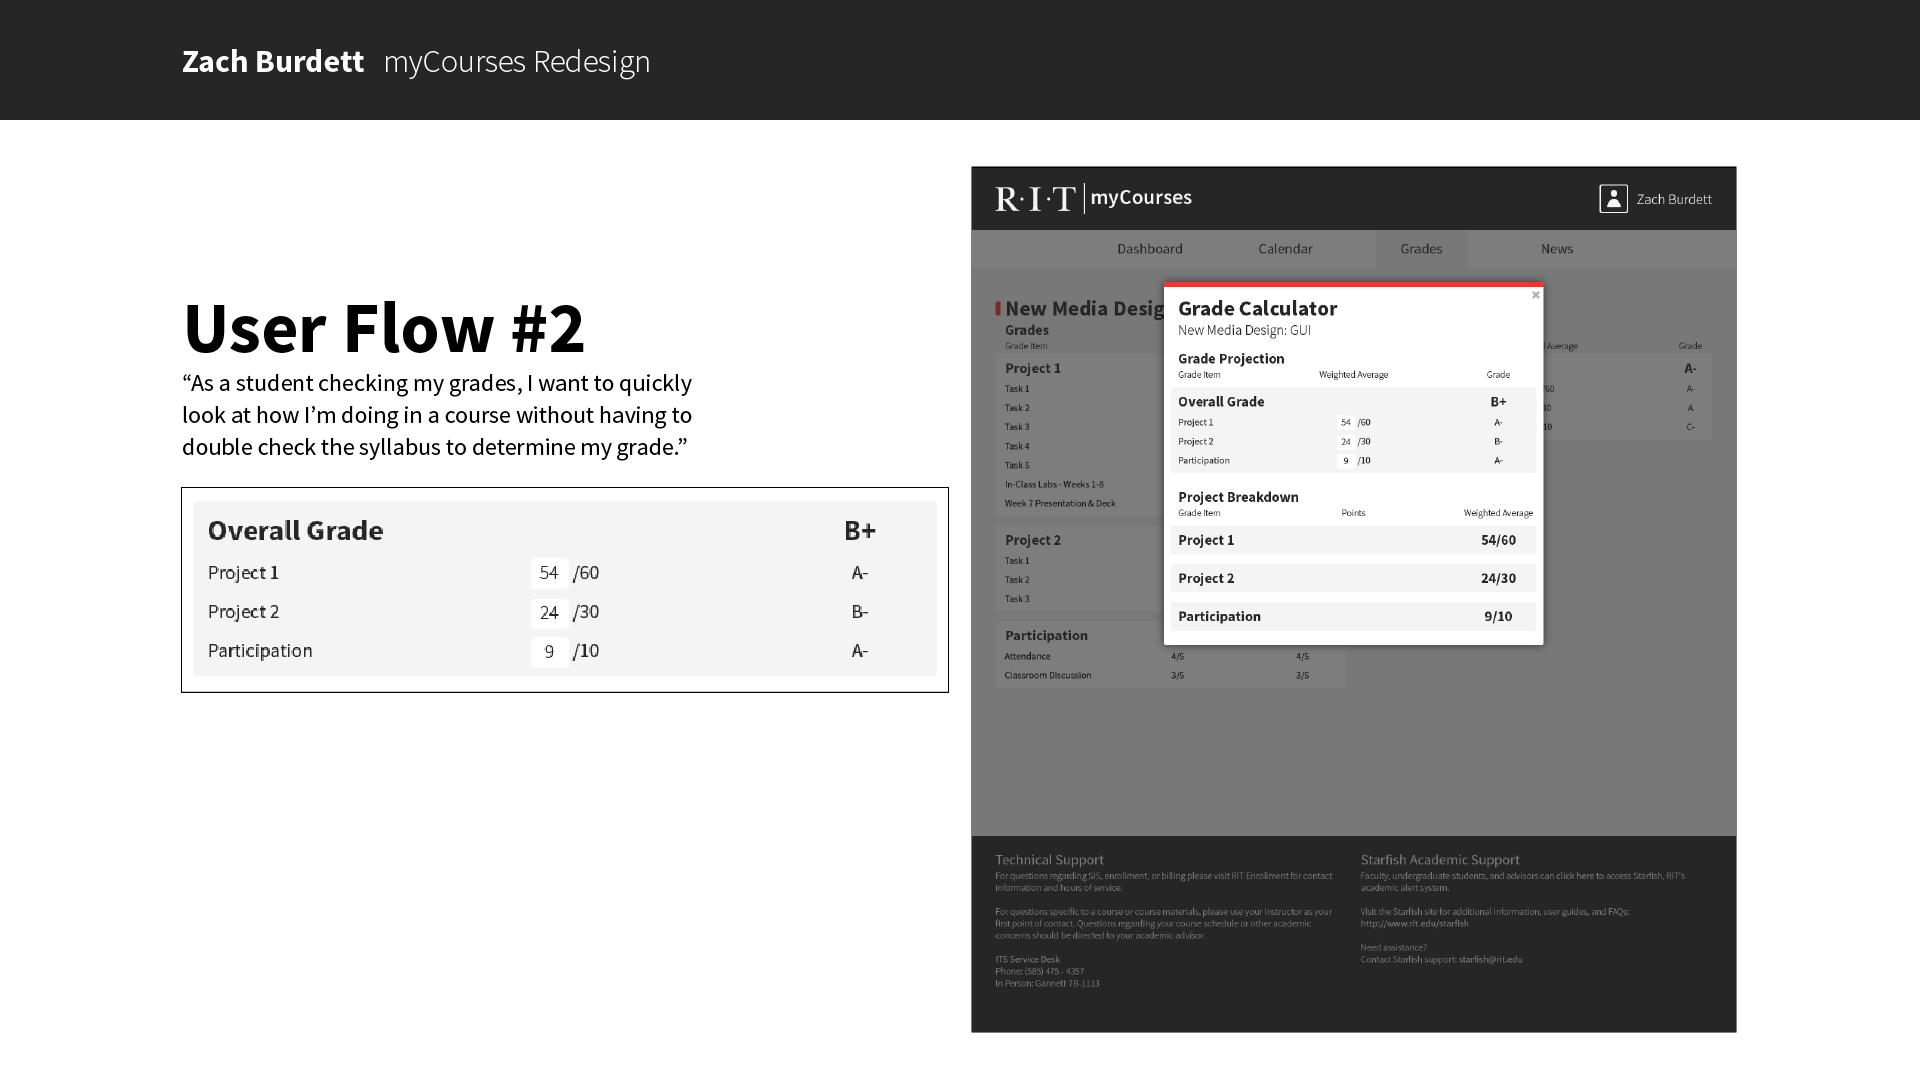 Zach Burdett myCourses Redesign
User Flow #2
“As a student checking my grades, I want to quickly
look at how I’m doing in a course without having to
double check the syllabus to determine my grade.”
Overall Grade B+
Project 1 54 /60 A-
Project 2 24 /30 B-
Participation 9 /10 A-
R·I·T myCourses
Zach Burdett
Dashboard Calendar Grades News
New Media Desig
Grades
Grade Item
Project 1
Task 1
Task 2
Task 3
Task 4
Task 5
In-Class Labs - Weeks 1-8
Week 7 Presentation & Deck
Project 2
Task 1
Task 2
Task 3
Participation
Attendance 4/5 4/5
Classroom Discussion 3/5 3/5
Grade Calculator
New Media Design: GUI
Grade Projection
Grade Item Weighted Average Grade
Overall Grade B+
Project 1 54 /60 A-
Project 2 24 /30 B-
Participation 9 /10 A-
Project Breakdown
Grade Item Points Weighted Average
Project 1 54/60
Project 2 24/30
Participation 9/10
Average Grade
A-
/60 A-
A
10 C-
Technical Support
For questions regarding SIS, enrollment, or billing please visit RIT Enrollment for contact
information and hours of service.
For questions specific to a course or course materials, please use your instructor as your
first point of contact. Questions regarding your course schedule or other academic
concerns should be directed to your academic advisor.
ITS Service Desk
Phone: (585) 475 - 4357
In Person: Gannett 7B-1113
Starfish Academic Support
Faculty, undergraduate students, and advisors can click here to access Starfish, RIT's
academic alert system.
Visit the Starfish site for additional information, user guides, and FAQs:
http://www.rit.edu/starfish
Need assistance?
Contact Starfish support: starfish@rit.edu